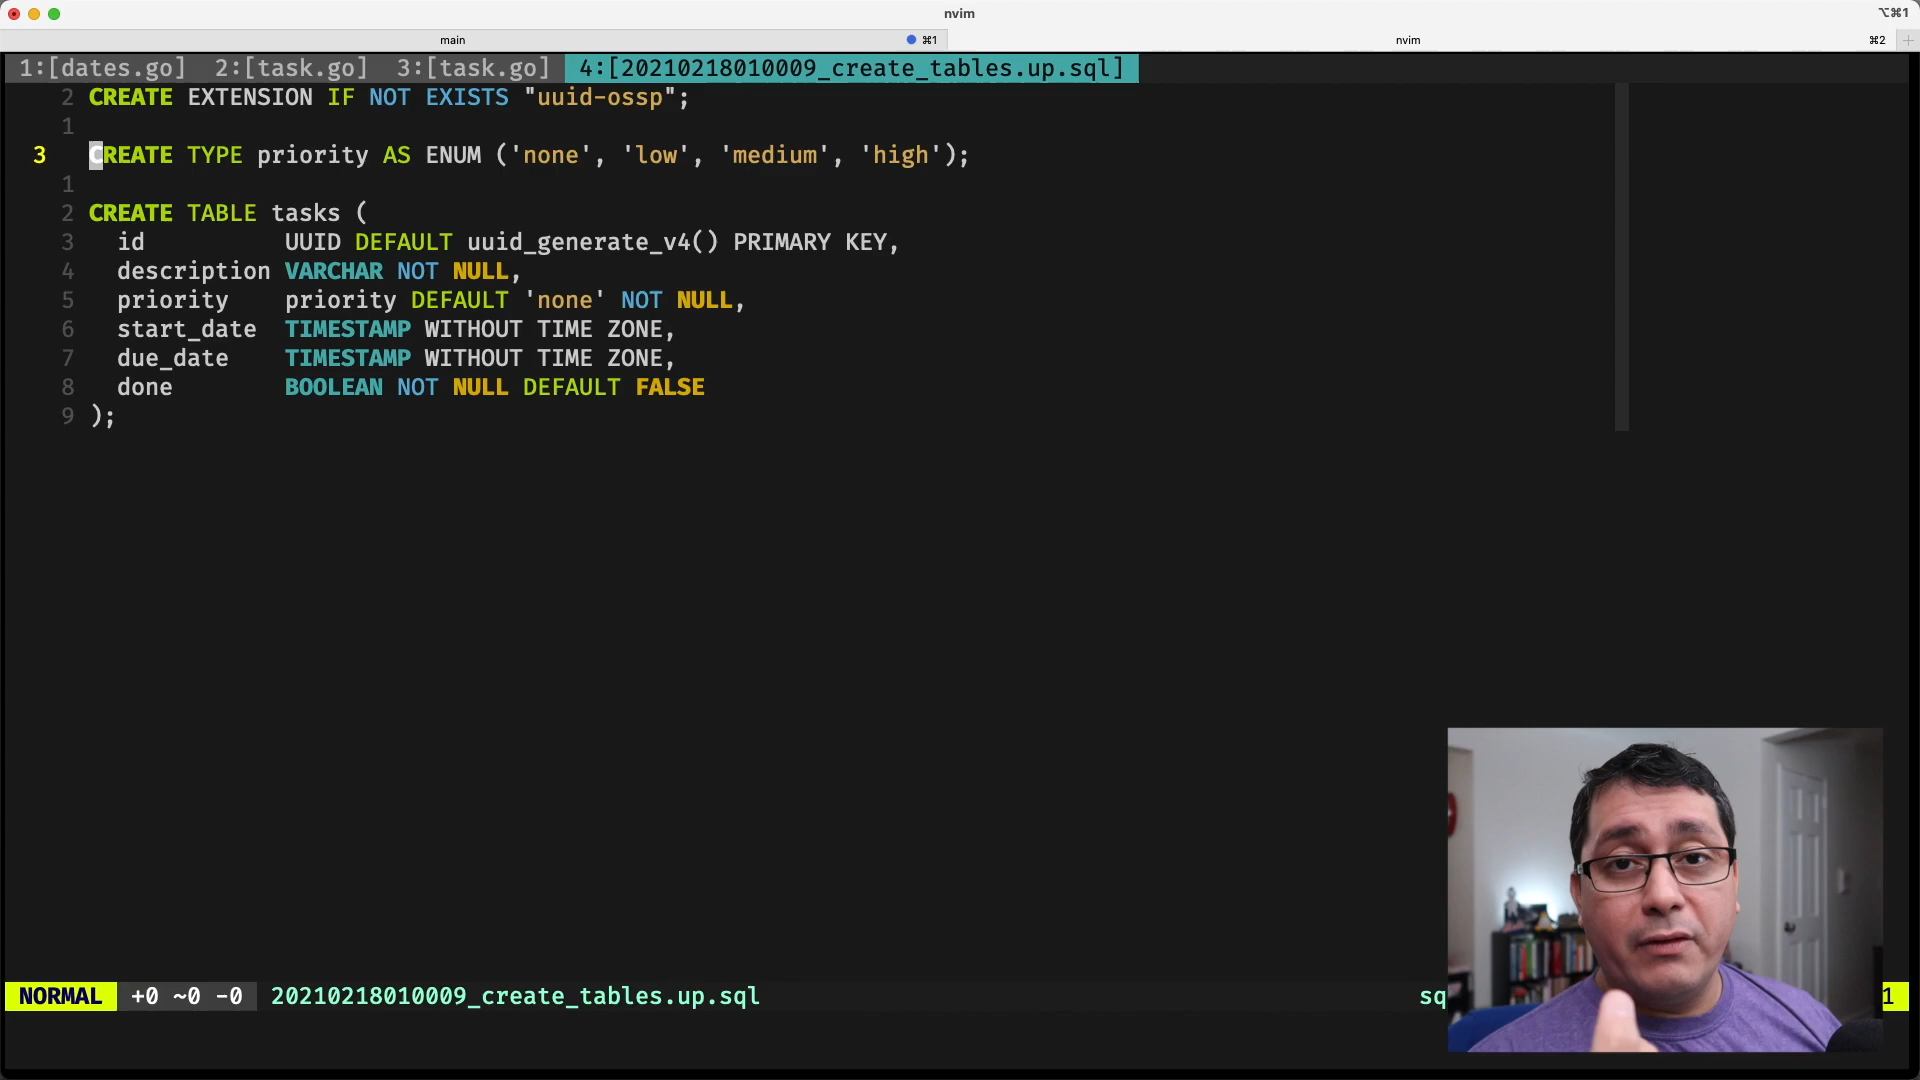 nvim
⌥⌘1
main ⌘1 nvim ⌘2 +
1:[dates.go] 2:[task.go] 3:[task.go] 4:[20210218010009_create_tables.up.sql]
2 CREATE EXTENSION IF NOT EXISTS "uuid-ossp";
1
3 CREATE TYPE priority AS ENUM ('none', 'low', 'medium', 'high');
1
2 CREATE TABLE tasks (
3 id UUID DEFAULT uuid_generate_v4() PRIMARY KEY,
4 description VARCHAR NOT NULL,
5 priority priority DEFAULT 'none' NOT NULL,
6 start_date TIMESTAMP WITHOUT TIME ZONE,
7 due_date TIMESTAMP WITHOUT TIME ZONE,
8 done BOOLEAN NOT NULL DEFAULT FALSE
9 );
NORMAL +0 ~0 -0 20210218010009_create_tables.up.sql sq 1